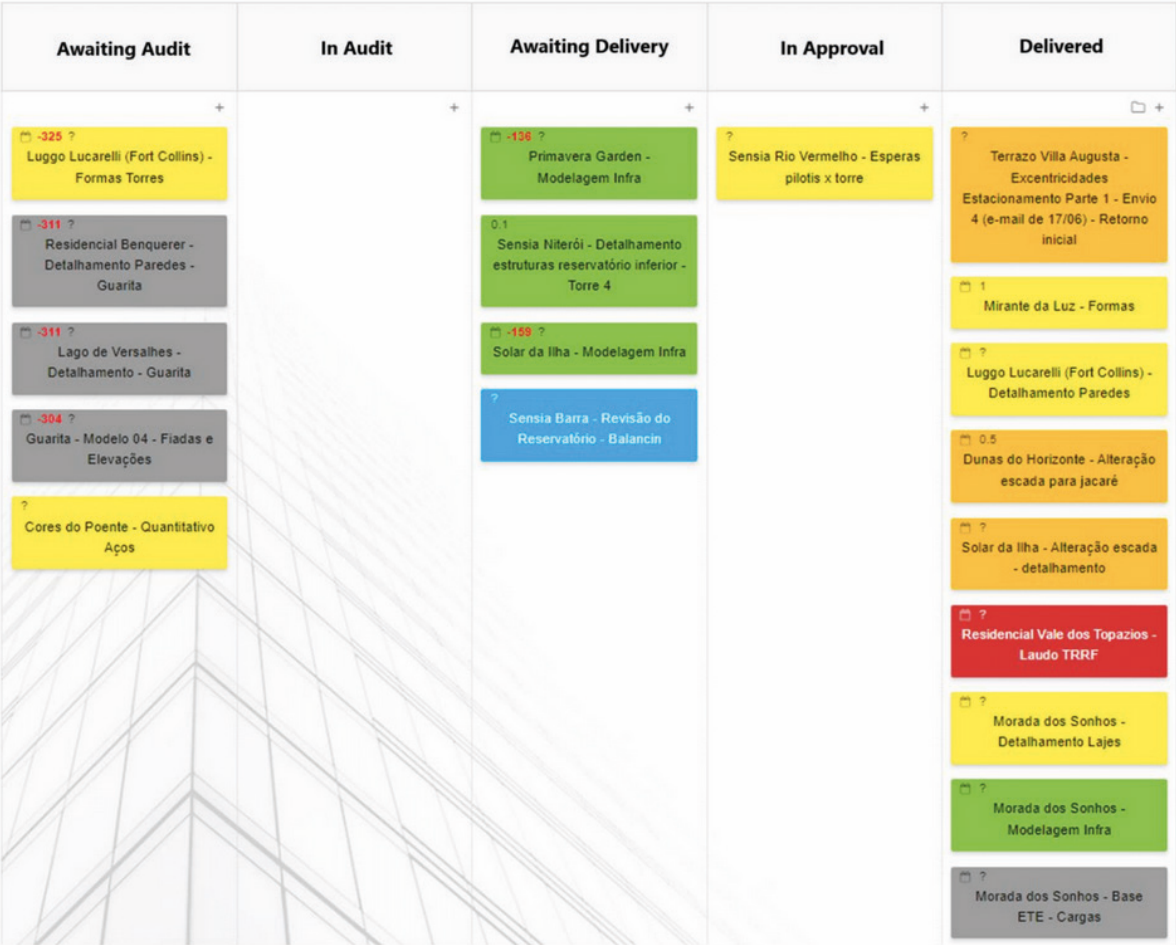 Awaiting Audit
In Audit
Awaiting Delivery
In Approval
Delivered
+
-325 ?
Luggo Lucarelli (Fort Collins) -
Formas Torres
-311 ?
Residencial Benquerer -
Detalhamento Paredes -
Guarita
-311 ?
Lago de Versalhes -
Detalhamento - Guarita
-304 ?
Guarita - Modelo 04 - Fiadas e
Elevações
?
Cores do Poente - Quantitativo
Aços
+
+
-136 ?
Primavera Garden -
Modelagem Infra
0.1
Sensia Niterói - Detalhamento
estruturas reservatório inferior -
Torre 4
-159 ?
Solar da Ilha - Modelagem Infra
?
Sensia Barra - Revisão do
Reservatório - Balancin
+
?
Sensia Rio Vermelho - Esperas
pilotis x torre
+
?
Terrazo Villa Augusta -
Excentricidades
Estacionamento Parte 1 - Envio
4 (e-mail de 17/06) - Retorno
inicial
1
Mirante da Luz - Formas
?
Luggo Lucarelli (Fort Collins) -
Detalhamento Paredes
0.5
Dunas do Horizonte - Alteração
escada para jacaré
?
Solar da Ilha - Alteração escada
- detalhamento
?
Residencial Vale dos Topazios -
Laudo TRRF
?
Morada dos Sonhos -
Detalhamento Lajes
?
Morada dos Sonhos -
Modelagem Infra
?
Morada dos Sonhos - Base
ETE - Cargas